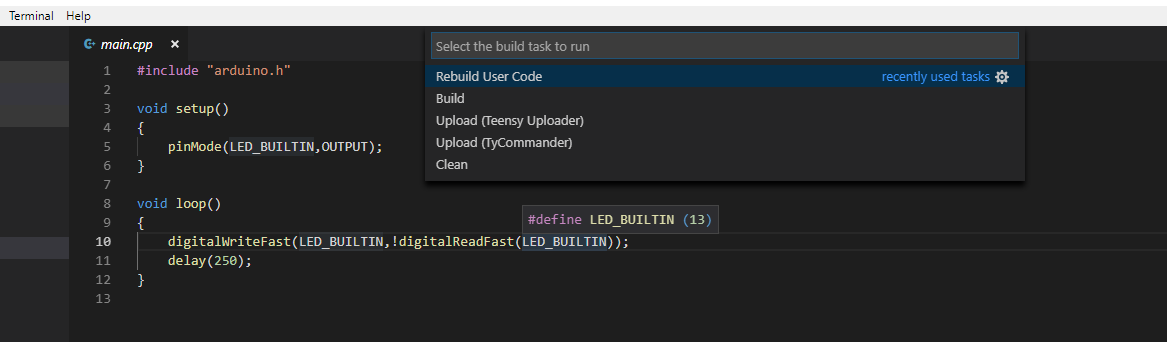 Terminal Help
main.cpp ×
Select the build task to run
Rebuild User Code recently used tasks
Build
Upload (Teensy Uploader)
Upload (TyCommander)
Clean
1 #include "arduino.h"
2
3 void setup()
4 {
5 pinMode(LED_BUILTIN,OUTPUT);
6 }
7
8 void loop()
#define LED_BUILTIN (13)
9 {
10 digitalWriteFast(LED_BUILTIN,!digitalReadFast(LED_BUILTIN));
11 delay(250);
12 }
13